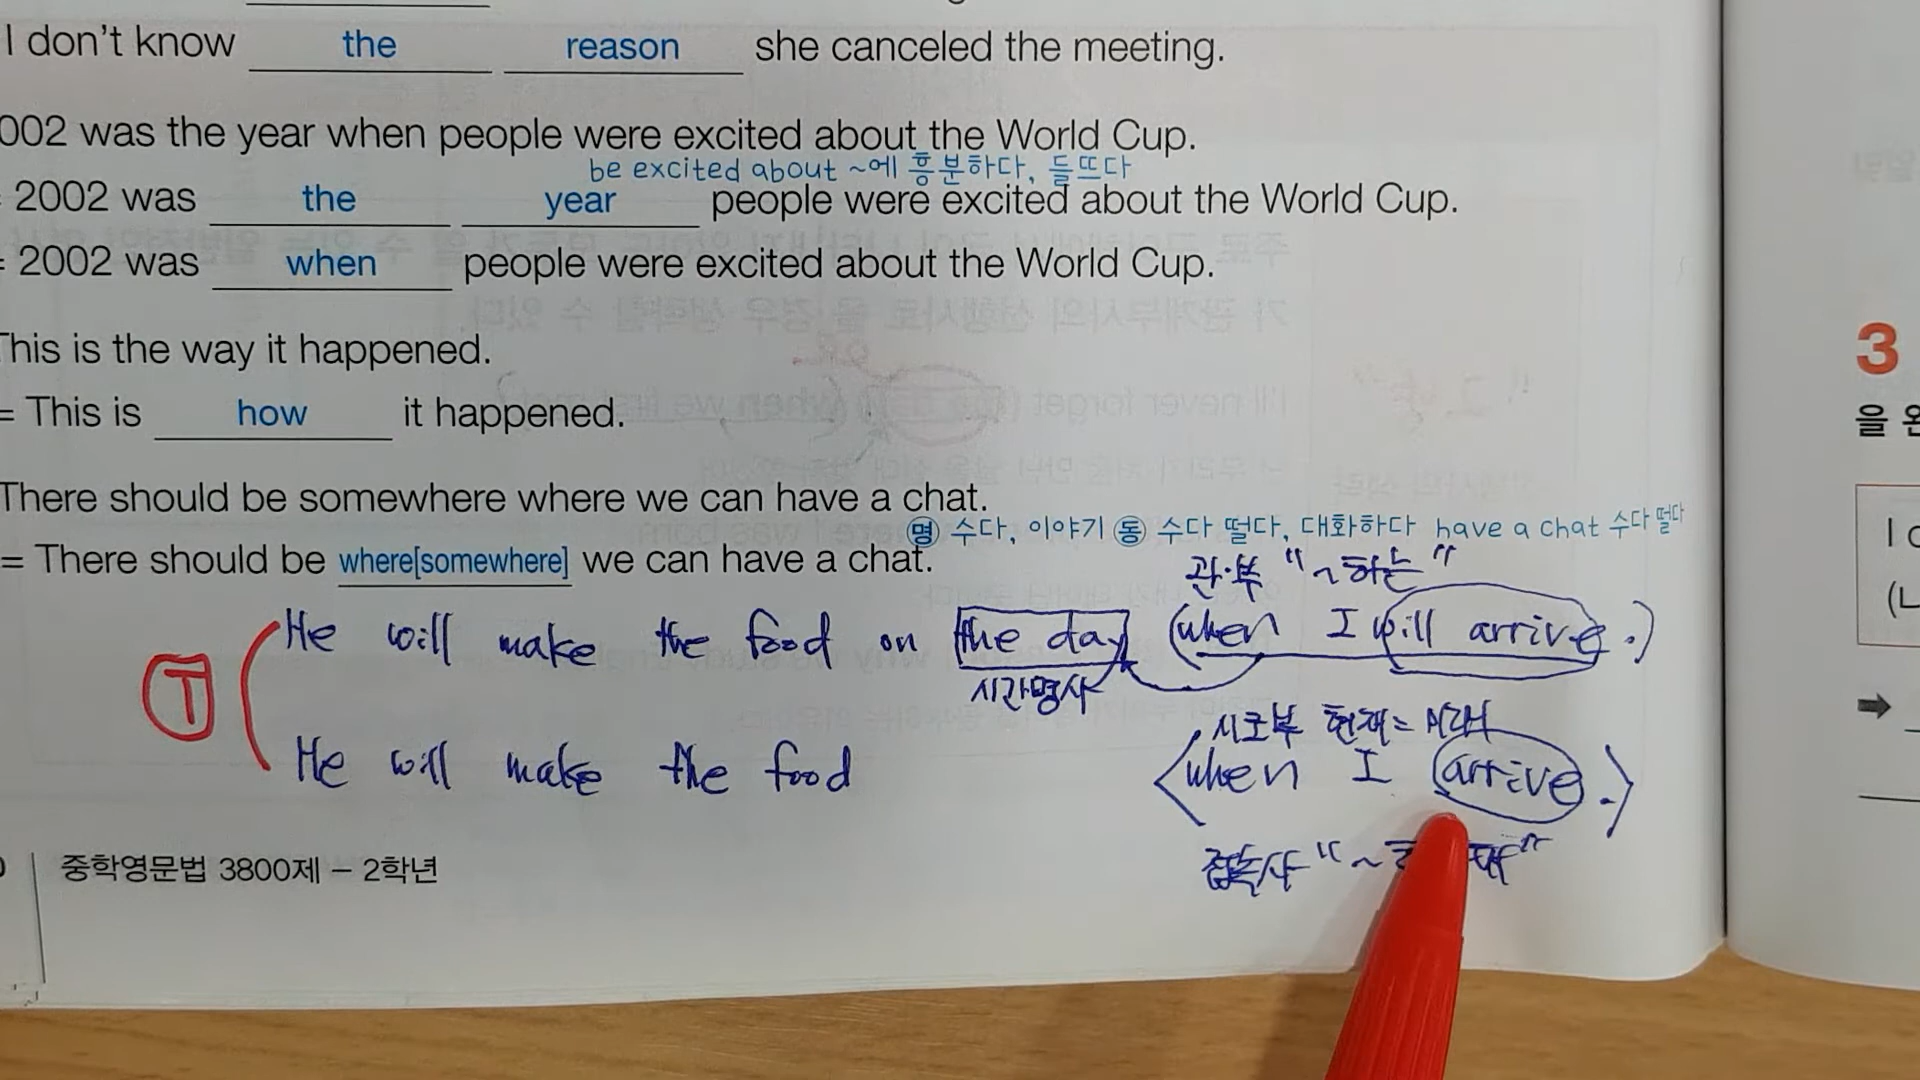 I don't know the reason she canceled the meeting.
002 was the year when people were excited about the World Cup.
be excited about ~에 흥분하다, 들뜨다
2002 was the year people were excited about the World Cup.
= 2002 was when people were excited about the World Cup.
This is the way it happened.
= This is how it happened.
There should be somewhere where we can have a chat.
명 수다, 이야기 동 수다 떨다, 대화하다 have a chat 수다 떨다
= There should be where[somewhere] we can have a chat.
관·부 "~하는"
He will make the food on the day (when I will arrive.)
T
시간명사
시조부 현재=미래
He will make the food <when I arrive.>
접속사 "~ 때"
중학영문법 3800제 – 2학년
3
을
I
(
➡